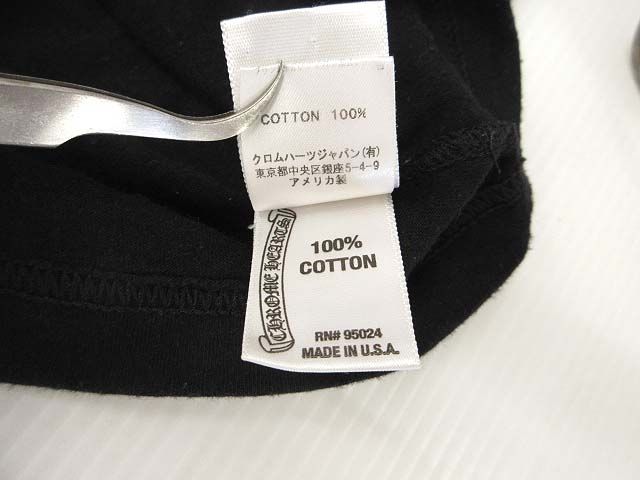 COTTON 100%
クロムハーツジャパン(有)
東京都中央区銀座5-4-9
アメリカ製
CHROME HEARTS
100%
COTTON
RN# 95024
MADE IN U.S.A.